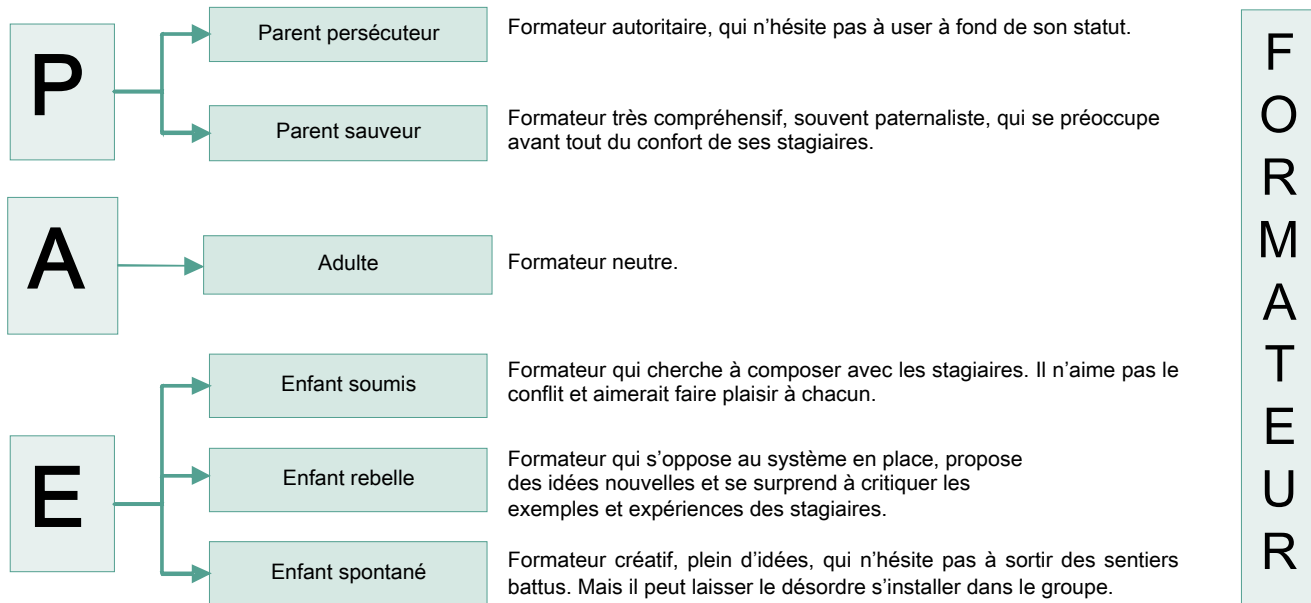 P
Parent persécuteur
Formateur autoritaire, qui n’hésite pas à user à fond de son statut.
Parent sauveur
Formateur très compréhensif, souvent paternaliste, qui se préoccupe
avant tout du confort de ses stagiaires.
A
Adulte
Formateur neutre.
E
Enfant soumis
Formateur qui cherche à composer avec les stagiaires. Il n’aime pas le
conflit et aimerait faire plaisir à chacun.
Enfant rebelle
Formateur qui s’oppose au système en place, propose
des idées nouvelles et se surprend à critiquer les
exemples et expériences des stagiaires.
Enfant spontané
Formateur créatif, plein d’idées, qui n’hésite pas à sortir des sentiers
battus. Mais il peut laisser le désordre s’installer dans le groupe.
F
O
R
M
A
T
E
U
R